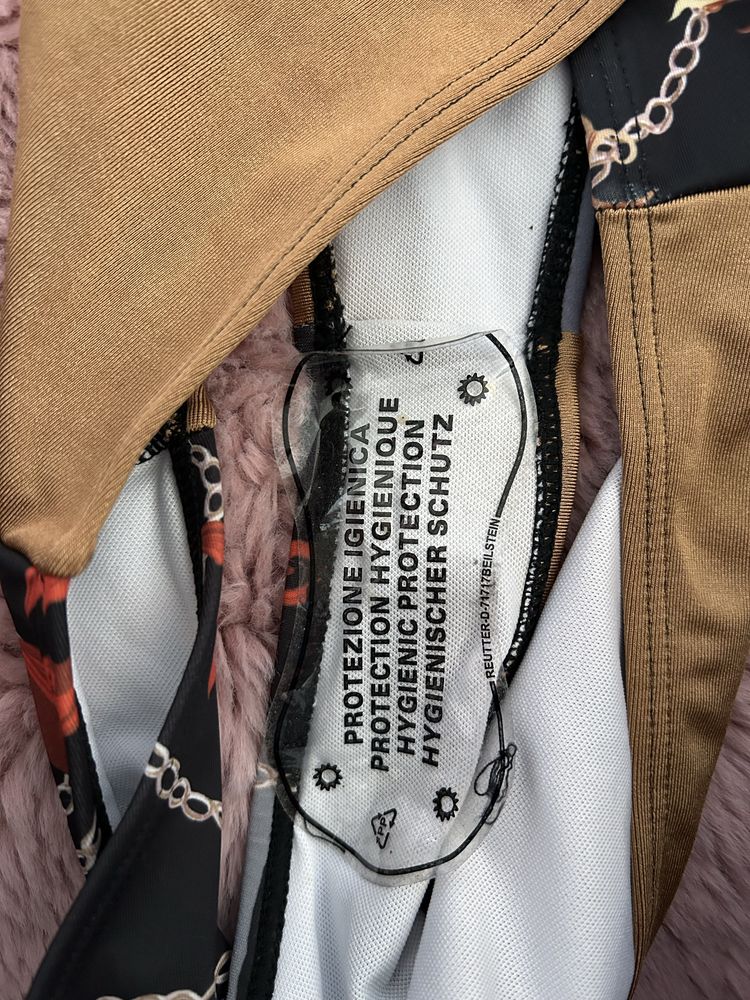 PROTEZIONE IGIENICA
PROTECTION HYGIENIQUE
HYGIENIC PROTECTION
HYGIENISCHER SCHUTZ
REUTTER-D-71717BEILSTEIN
PP